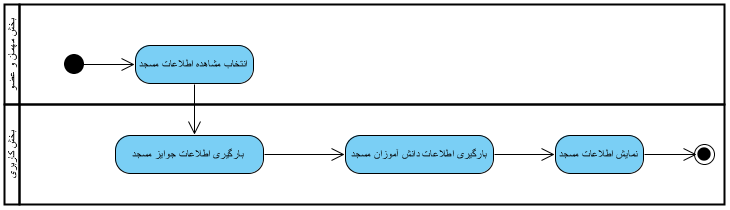 بخش مهمان و عضو
انتخاب مشاهده اطلاعات مسجد
بخش کاربری
بارگیری اطلاعات جوایز مسجد
بارگیری اطلاعات دانش آموزان مسجد
نمایش اطلاعات مسجد